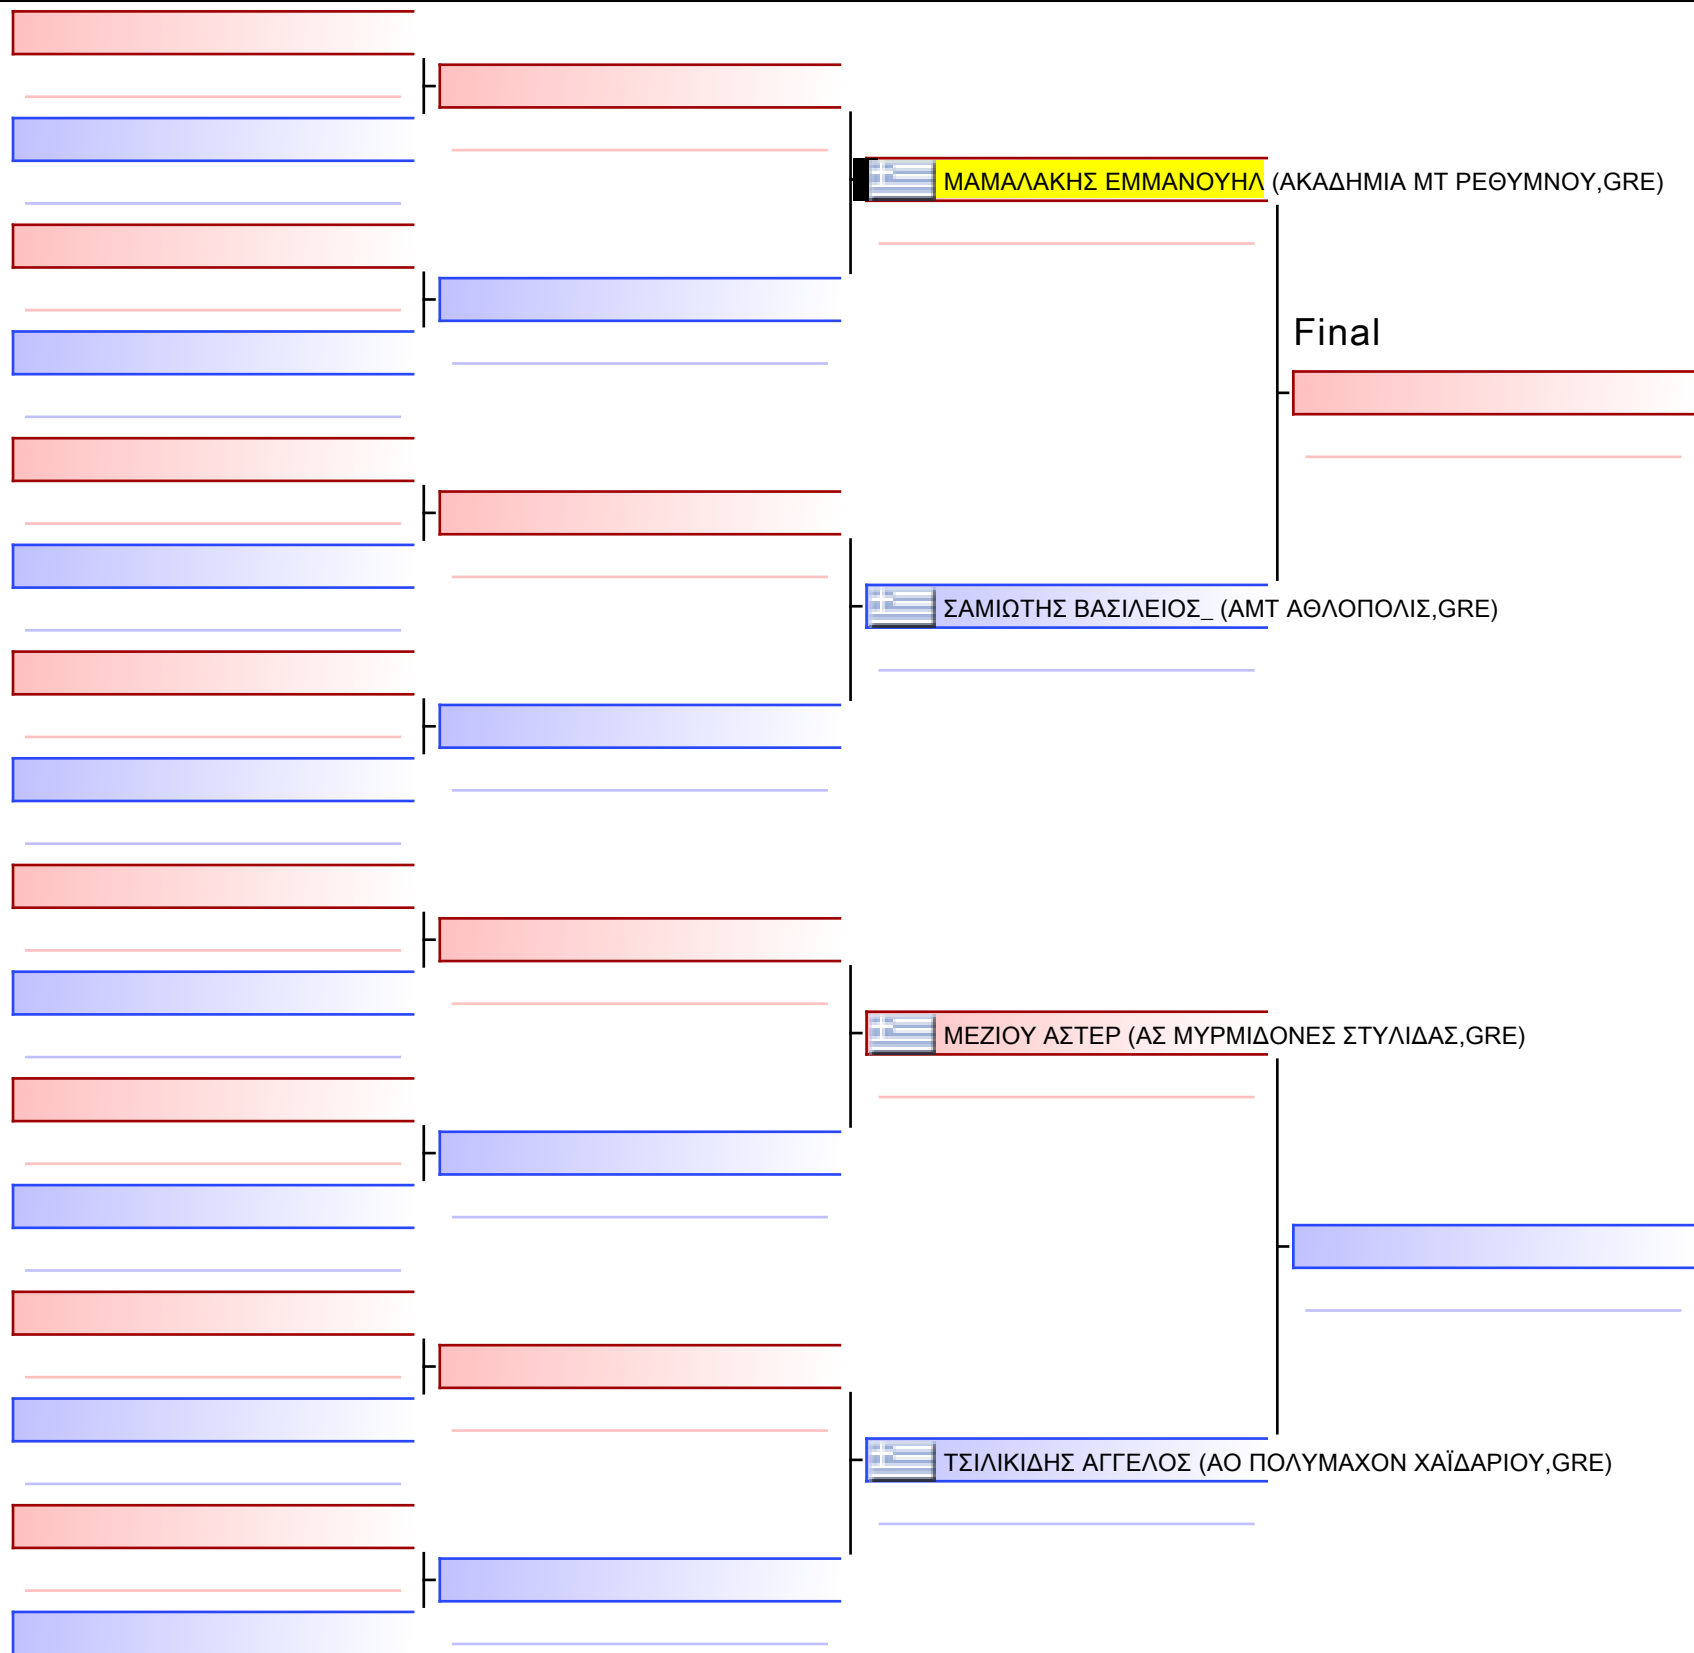 ΜΑΜΑΛΑΚΗΣ ΕΜΜΑΝΟΥΗΛ (ΑΚΑΔΗΜΙΑ ΜΤ ΡΕΘΥΜΝΟΥ,GRE)
Final
ΣΑΜΙΩΤΗΣ ΒΑΣΙΛΕΙΟΣ_ (ΑΜΤ ΑΘΛΟΠΟΛΙΣ,GRE)
ΜΕΖΙΟΥ ΑΣΤΕΡ (ΑΣ ΜΥΡΜΙΔΟΝΕΣ ΣΤΥΛΙΔΑΣ,GRE)
ΤΣΙΛΙΚΙΔΗΣ ΑΓΓΕΛΟΣ (ΑΟ ΠΟΛΥΜΑΧΟΝ ΧΑΪΔΑΡΙΟΥ,GRE)